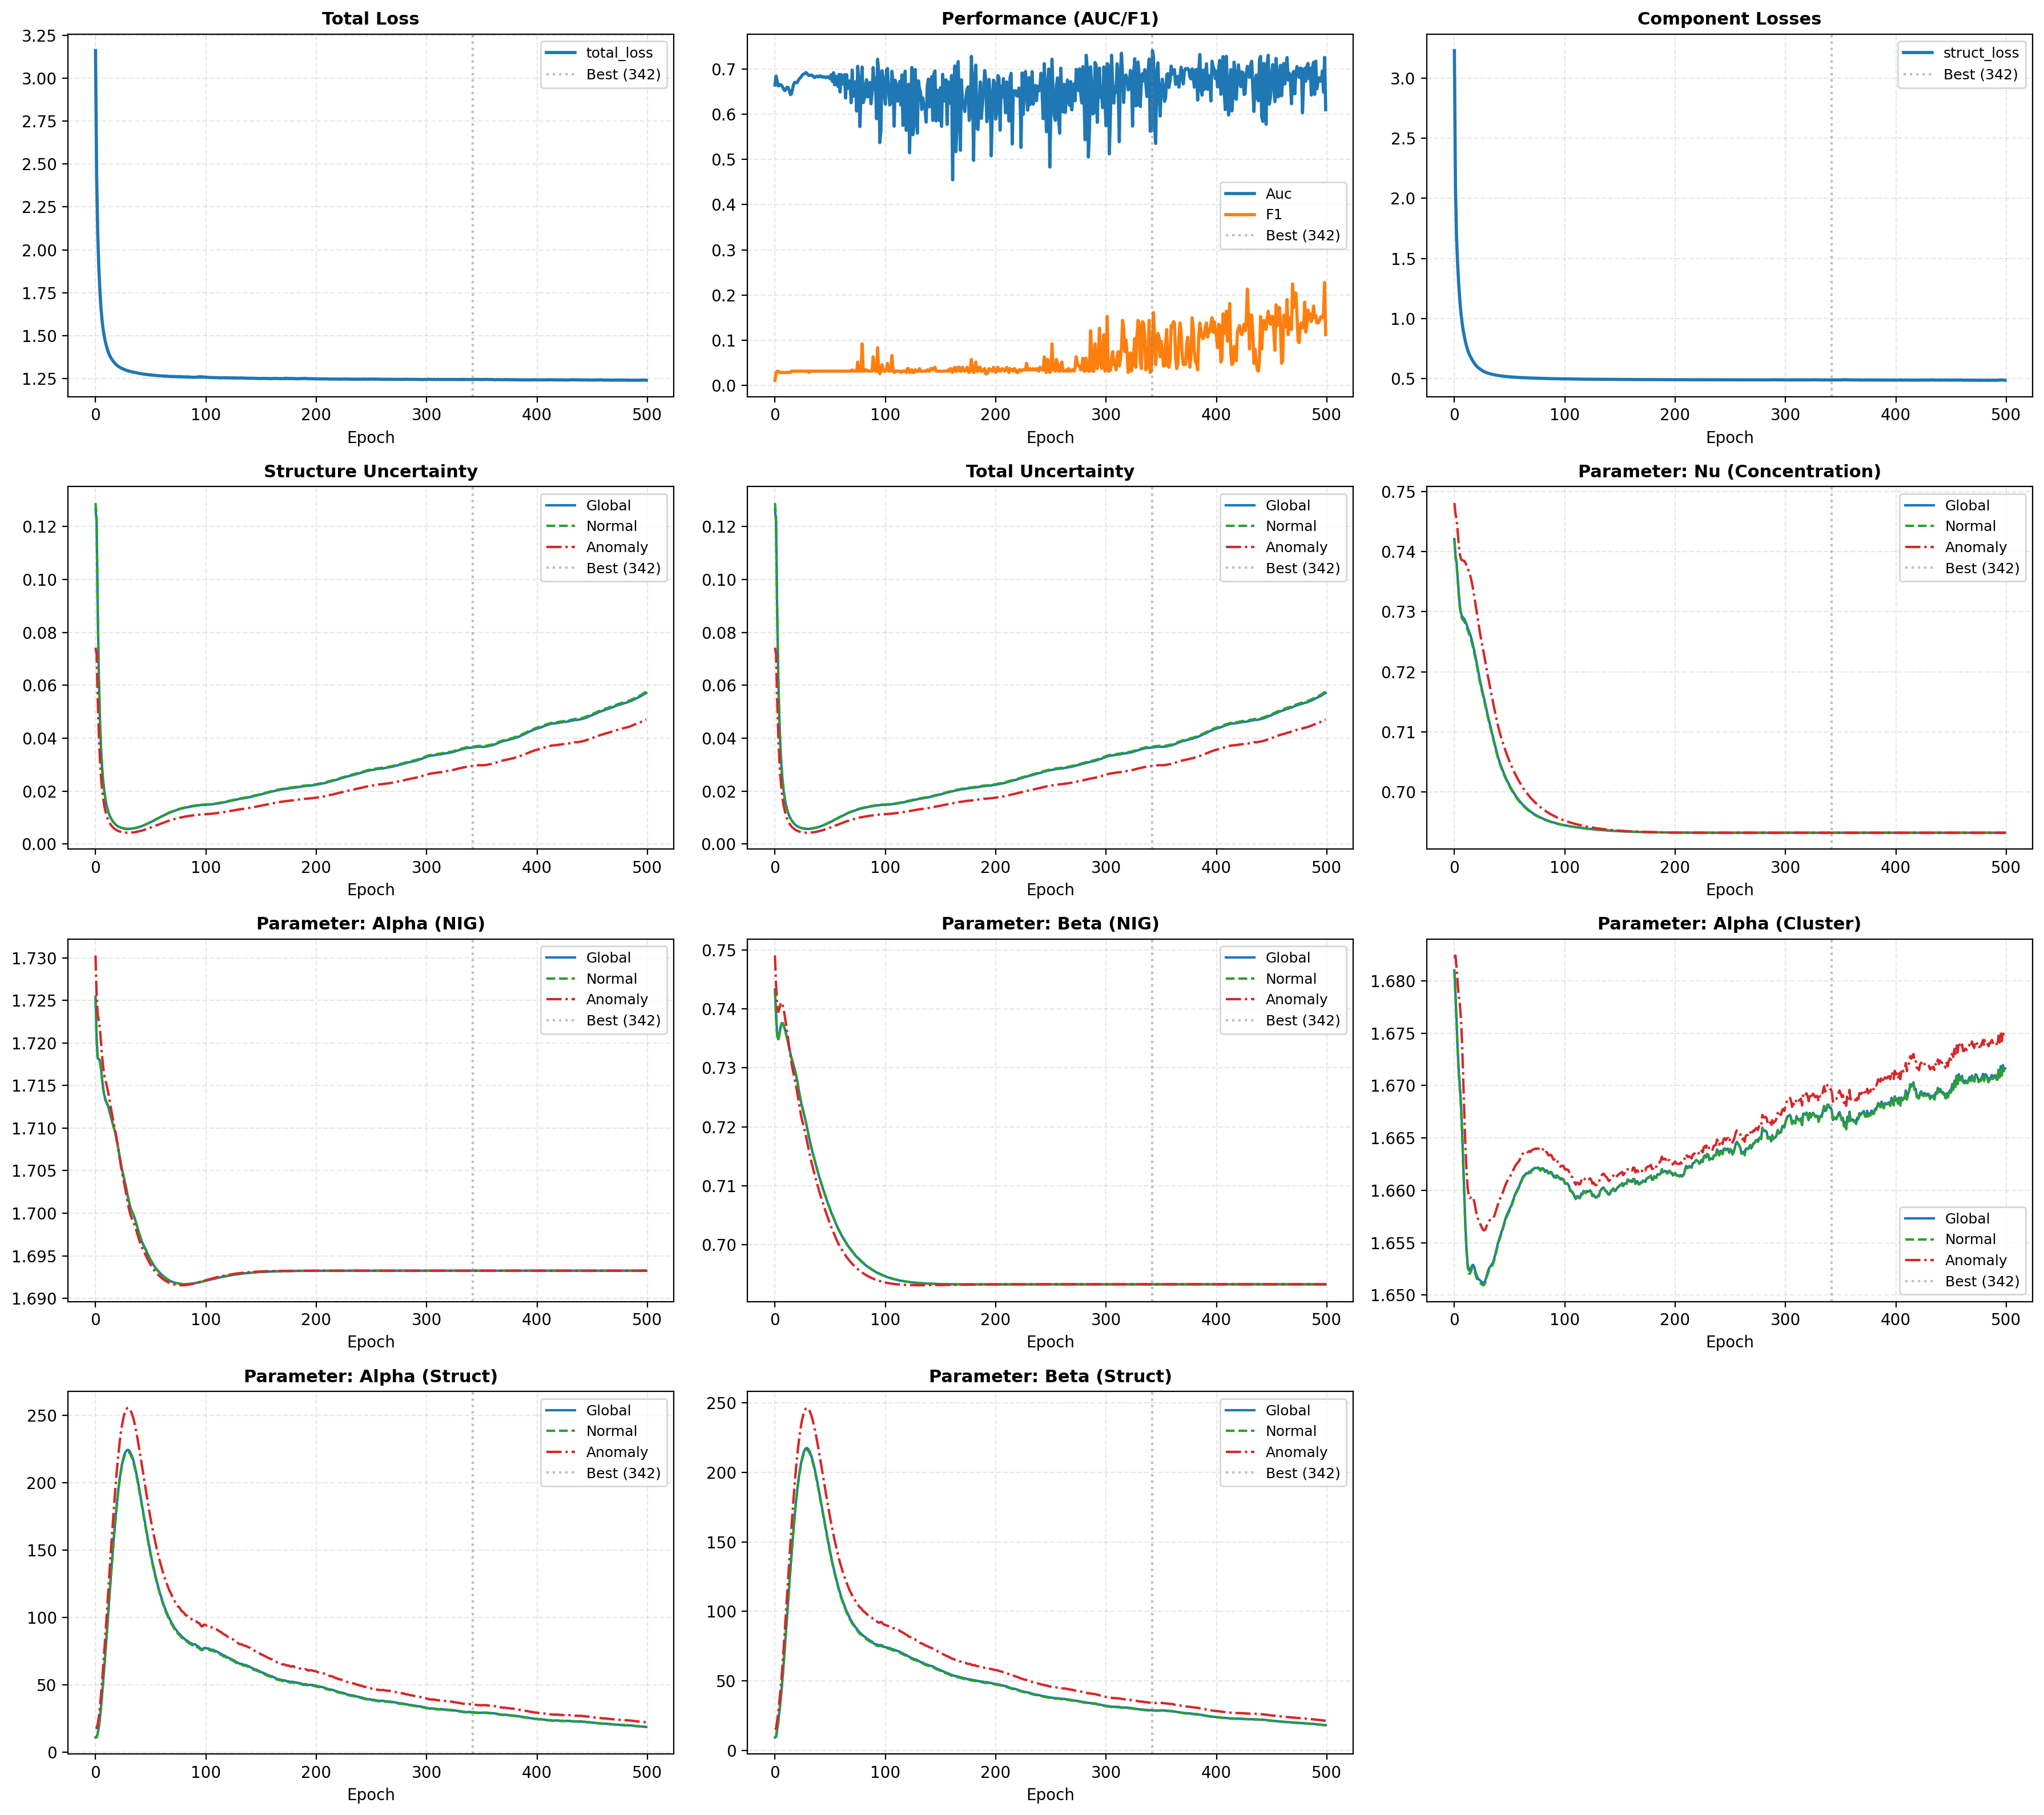 Total Loss
3.25
3.00
2.75
2.50
2.25
2.00
1.75
1.50
1.25
0 100 200 300 400 500
Epoch
total_loss
Best (342)
Performance (AUC/F1)
0.7
0.6
0.5
0.4
0.3
0.2
0.1
0.0
0 100 200 300 400 500
Epoch
Auc
F1
Best (342)
Component Losses
3.0
2.5
2.0
1.5
1.0
0.5
0 100 200 300 400 500
Epoch
struct_loss
Best (342)
Structure Uncertainty
0.12
0.10
0.08
0.06
0.04
0.02
0.00
0 100 200 300 400 500
Epoch
Global
Normal
Anomaly
Best (342)
Total Uncertainty
0.12
0.10
0.08
0.06
0.04
0.02
0.00
0 100 200 300 400 500
Epoch
Global
Normal
Anomaly
Best (342)
Parameter: Nu (Concentration)
0.75
0.74
0.73
0.72
0.71
0.70
0 100 200 300 400 500
Epoch
Global
Normal
Anomaly
Best (342)
Parameter: Alpha (NIG)
1.730
1.725
1.720
1.715
1.710
1.705
1.700
1.695
1.690
0 100 200 300 400 500
Epoch
Global
Normal
Anomaly
Best (342)
Parameter: Beta (NIG)
0.75
0.74
0.73
0.72
0.71
0.70
0 100 200 300 400 500
Epoch
Global
Normal
Anomaly
Best (342)
Parameter: Alpha (Cluster)
1.680
1.675
1.670
1.665
1.660
1.655
1.650
0 100 200 300 400 500
Epoch
Global
Normal
Anomaly
Best (342)
Parameter: Alpha (Struct)
250
200
150
100
50
0
0 100 200 300 400 500
Epoch
Global
Normal
Anomaly
Best (342)
Parameter: Beta (Struct)
250
200
150
100
50
0
0 100 200 300 400 500
Epoch
Global
Normal
Anomaly
Best (342)